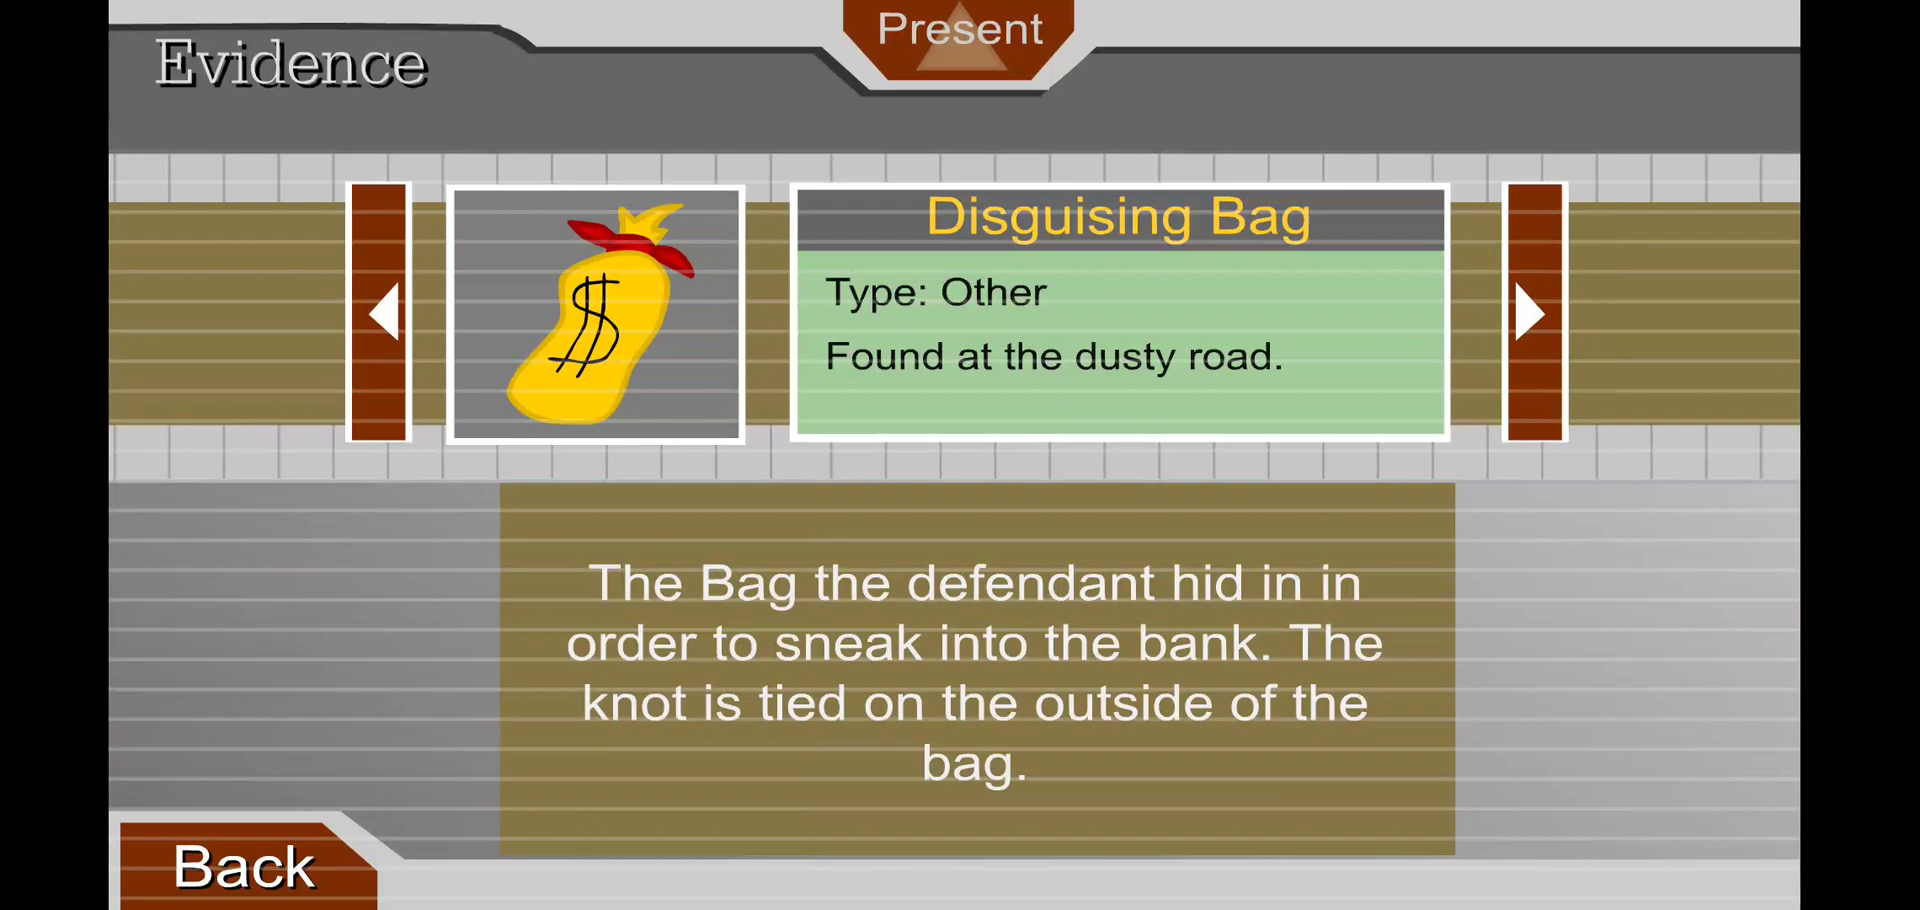 Present
Evidence
Disguising Bag
$
Type: Other
Found at the dusty road.
The Bag the defendant hid in in
order to sneak into the bank. The
knot is tied on the outside of the
bag.
Back